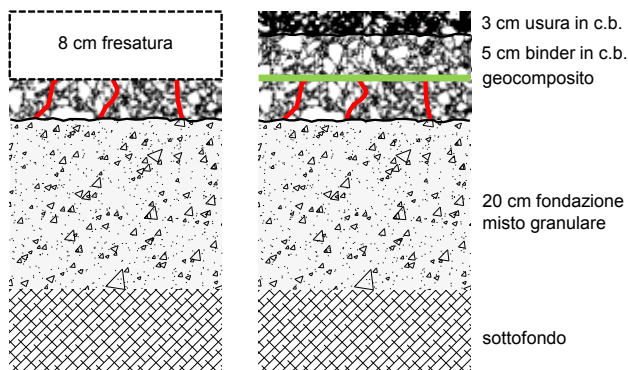 8 cm fresatura
3 cm usura in c.b.
5 cm binder in c.b.
geocomposito
20 cm fondazione
misto granulare
sottofondo